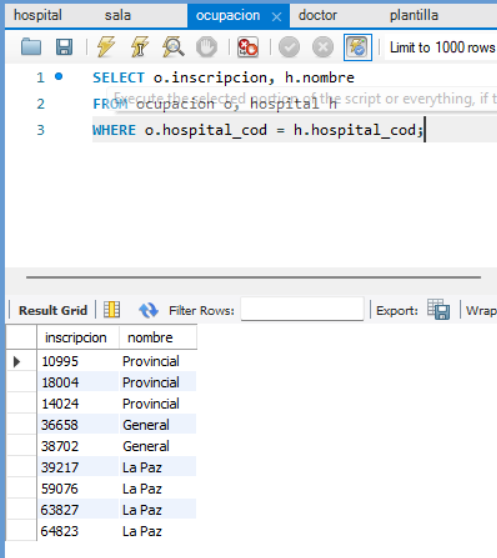 hospital sala ocupacion × doctor plantilla
Limit to 1000 rows
1 SELECT o.inscripcion, h.nombre
Execute the selected portion of the script or everything, if t
2 FROM ocupacion o, hospital h
3 WHERE o.hospital_cod = h.hospital_cod;
Result Grid Filter Rows: Export: Wrap
inscripcion nombre
10995 Provincial
18004 Provincial
14024 Provincial
36658 General
38702 General
39217 La Paz
59076 La Paz
63827 La Paz
64823 La Paz